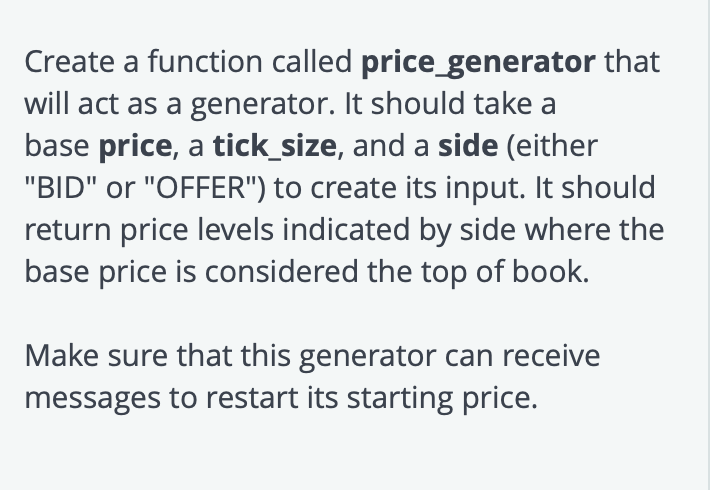 Create a function called price_generator that
will act as a generator. It should take a
base price, a tick_size, and a side (either
"BID" or "OFFER") to create its input. It should
return price levels indicated by side where the
base price is considered the top of book.
Make sure that this generator can receive
messages to restart its starting price.